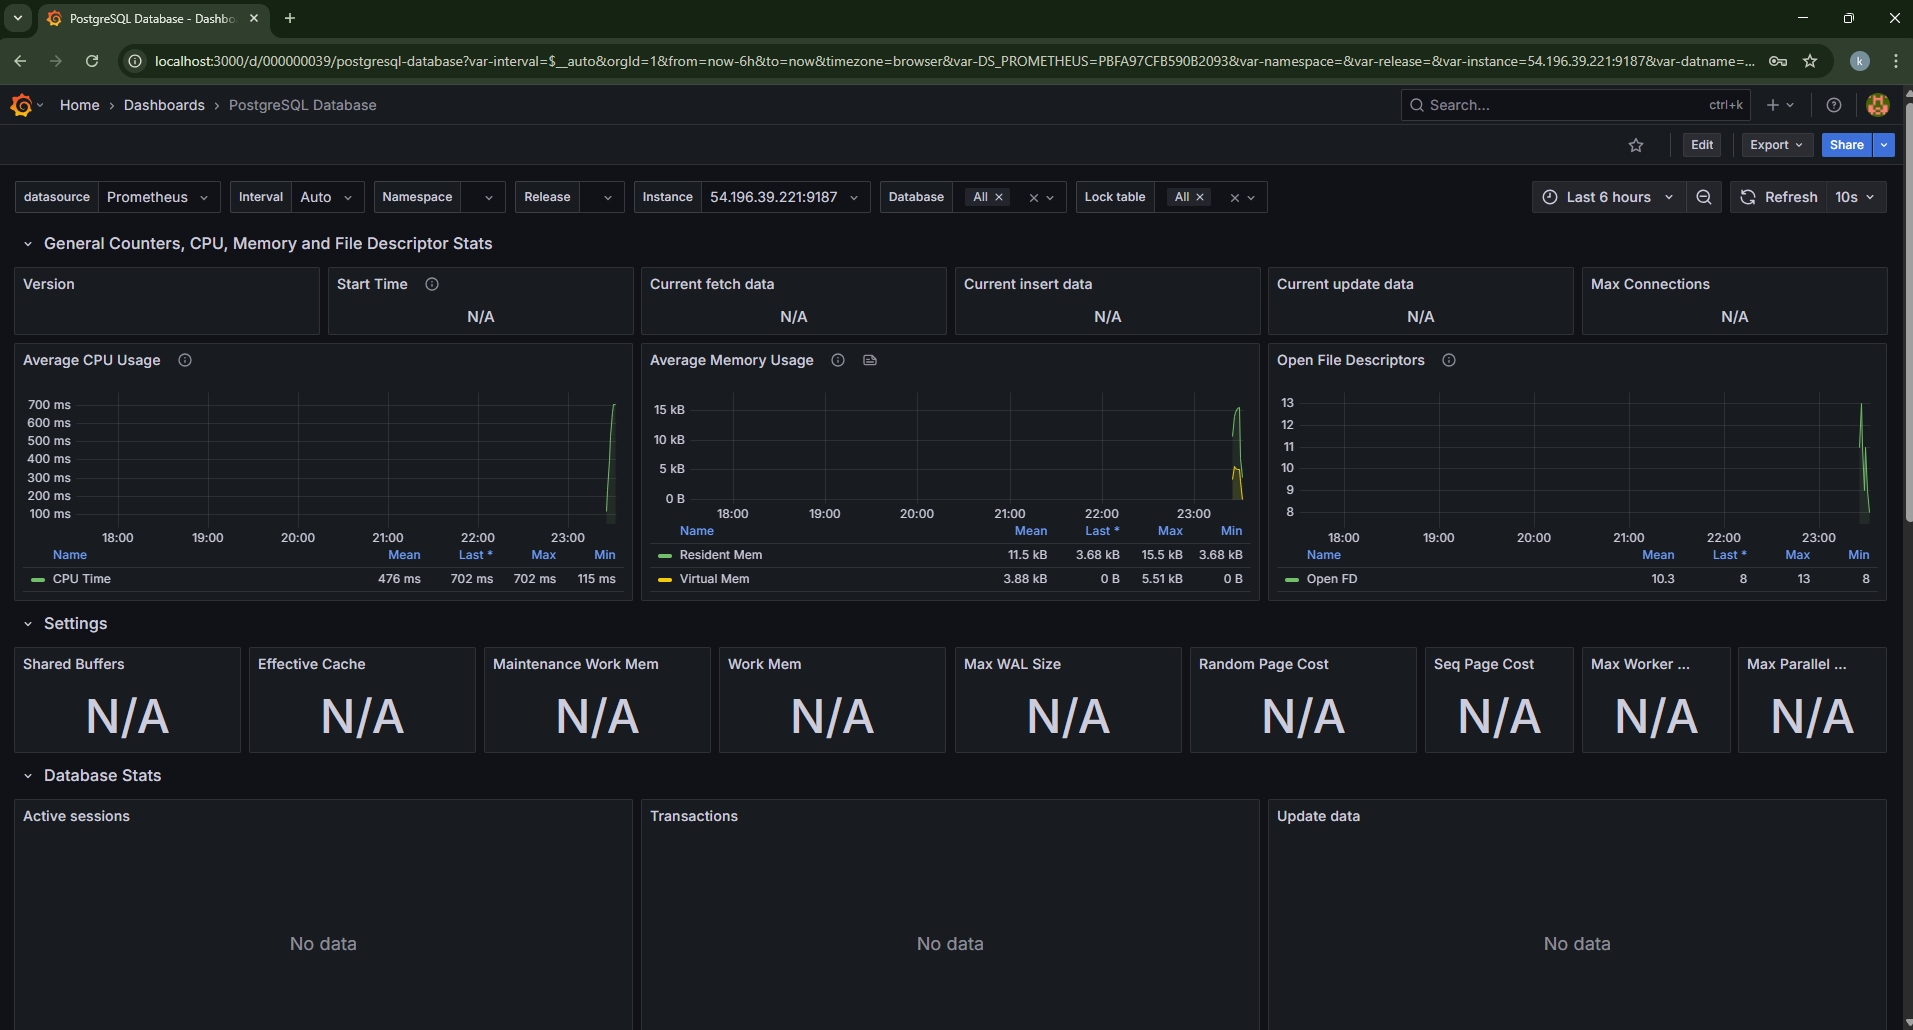 PostgreSQL Database - Dashbo
localhost:3000/d/000000039/postgresql-database?var-interval=$__auto&orgId=1&from=now-6h&to=now&timezone=browser&var-DS_PROMETHEUS=PBFA97CFB590B2093&var-namespace=&var-release=&var-instance=54.196.39.221:9187&var-datname=...
k
Home › Dashboards › PostgreSQL Database
Search... ctrl+k
Edit Export Share
datasource Prometheus Interval Auto Namespace Release Instance 54.196.39.221:9187 Database All Lock table All Last 6 hours Refresh 10s
General Counters, CPU, Memory and File Descriptor Stats
Version Start Time Current fetch data Current insert data Current update data Max Connections
N/A N/A N/A N/A N/A
Average CPU Usage
700 ms
600 ms
500 ms
400 ms
300 ms
200 ms
100 ms
18:00 19:00 20:00 21:00 22:00 23:00
Name Mean Last * Max Min
CPU Time 476 ms 702 ms 702 ms 115 ms
Average Memory Usage
15 kB
10 kB
5 kB
0 B
18:00 19:00 20:00 21:00 22:00 23:00
Name Mean Last * Max Min
Resident Mem 11.5 kB 3.68 kB 15.5 kB 3.68 kB
Virtual Mem 3.88 kB 0 B 5.51 kB 0 B
Open File Descriptors
13
12
11
10
9
8
18:00 19:00 20:00 21:00 22:00 23:00
Name Mean Last * Max Min
Open FD 10.3 8 13 8
Settings
Shared Buffers Effective Cache Maintenance Work Mem Work Mem Max WAL Size Random Page Cost Seq Page Cost Max Worker ... Max Parallel ...
N/A N/A N/A N/A N/A N/A N/A N/A N/A
Database Stats
Active sessions Transactions Update data
No data No data No data